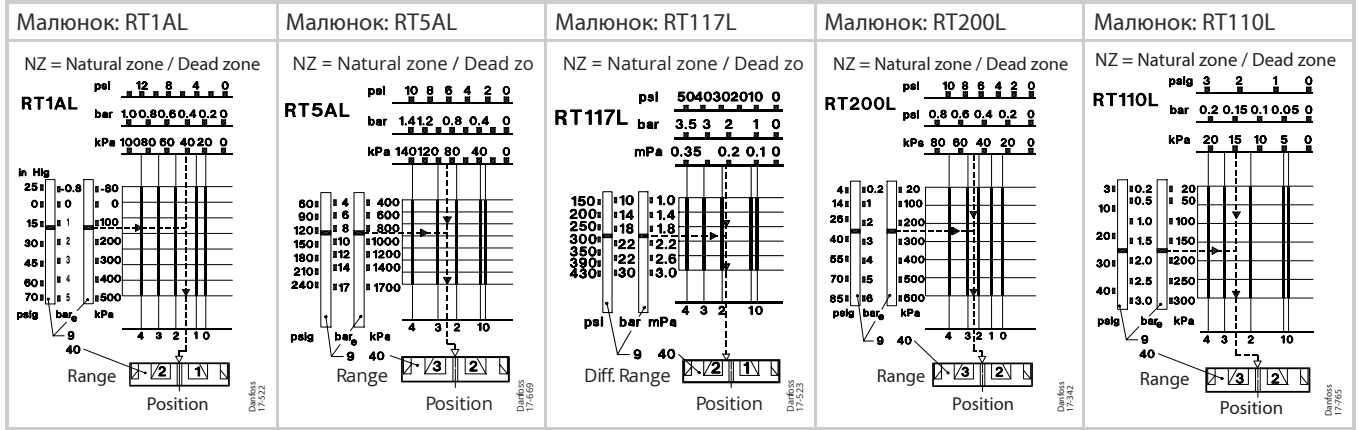 Малюнок: RT1AL
NZ = Natural zone / Dead zone
RT1AL
psi 12 8 4 0
bar 1.0 0.8 0.6 0.4 0.2 0
kPa 100 80 60 40 20 0
in Hg
25 -0.8 -80
0 0 0
15 1 100
30 2 200
45 3 300
60 4 400
70 5 500
psig barₑ kPa
4 3 2 1 0
9
40
2 1
Range
Position
Danfoss
17-522
Малюнок: RT5AL
NZ = Natural zone / Dead zo
RT5AL
psi 10 8 6 4 2 0
bar 1.4 1.2 0.8 0.4 0
kPa 140 120 80 40 0
60 4 400
90 6 600
120 8 800
150 10 1000
180 12 1200
210 14 1400
240 17 1700
psig barₑ kPa
4 3 2 1 0
9
40
3 2
Range
Position
Danfoss
17-669
Малюнок: RT117L
NZ = Natural zone / Dead zo
RT117L
psi 50 40 30 20 10 0
bar 3.5 3 2 1 0
mPa 0.35 0.2 0.1 0
150 10 1.0
200 14 1.4
250 18 1.8
300 22 2.2
350
390 22 2.6
430 30 3.0
4 3 2 1 0
psi bar mPa
9
40
2 1
Diff. Range
Position
Danfoss
17-523
Малюнок: RT200L
NZ = Natural zone / Dead zone
RT200L
psi 10 8 6 4 2 0
psi 0.8 0.6 0.4 0.2 0
kPs 80 60 40 20 0
4 0.2 20
14 1 100
26 2 200
40 3 300
55 4 400
70 5 500
85 6 600
psig barₑ kPa
4 3 2 1 0
9
40
3 2
Range
Position
Danfoss
17-342
Малюнок: RT110L
NZ = Natural zone / Dead zone
RT110L
psig 3 2 1 0
bar 0.2 0.15 0.1 0.05 0
kPa 20 15 10 5 0
3 0.2 20
0.5 50
10 1.0 100
20 1.5 150
30 2.0 200
2.5 250
40 3.0 300
psig barₑ kPa
4 3 2 1 0
9
40
3 2
Range
Position
Danfoss
17-765